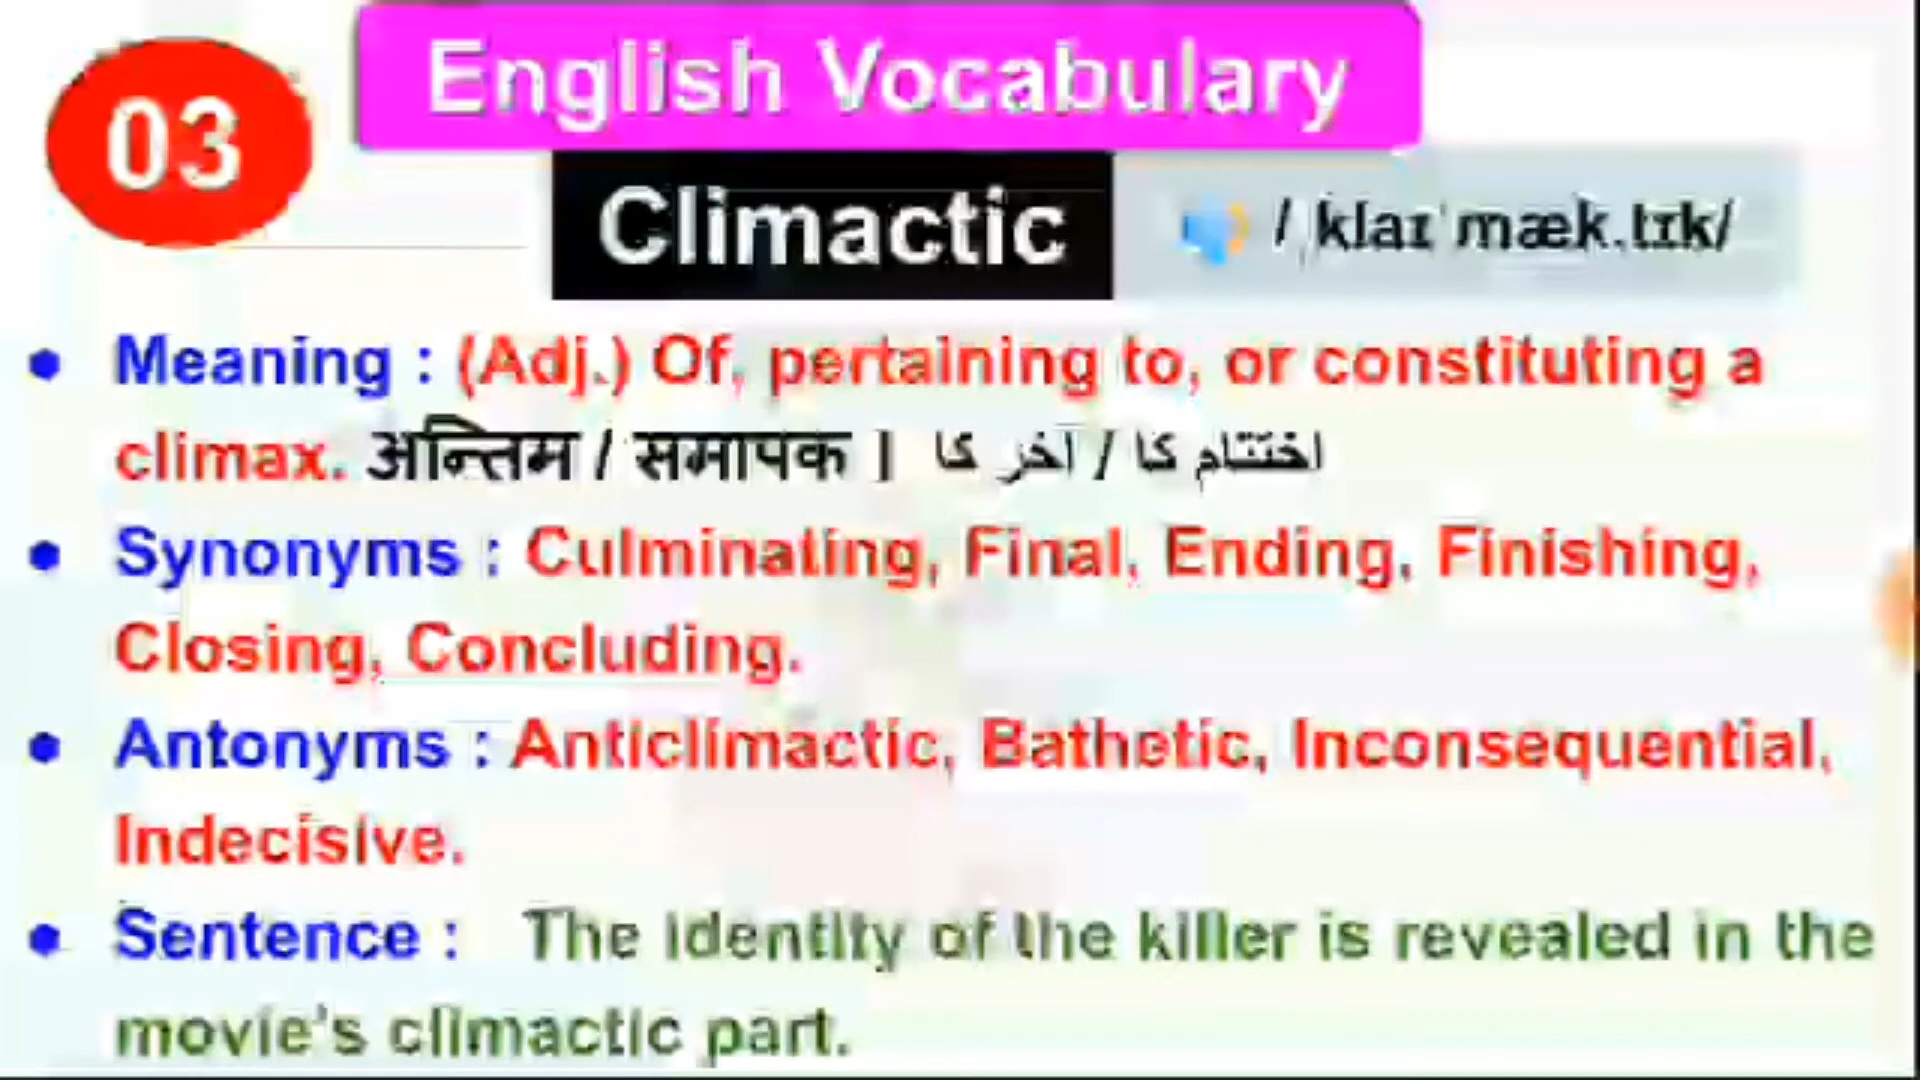 03
English Vocabulary
Climactic
/ˌklaɪˈmæk.tɪk/
• Meaning : (Adj.) Of, pertaining to, or constituting a
climax. अन्तिम / समापक | اختتام کا / آخر کا
• Synonyms : Culminating, Final, Ending, Finishing,
Closing, Concluding.
• Antonyms : Anticlimactic, Bathetic, Inconsequential,
Indecisive.
• Sentence : The identity of the killer is revealed in the
movie's climactic part.